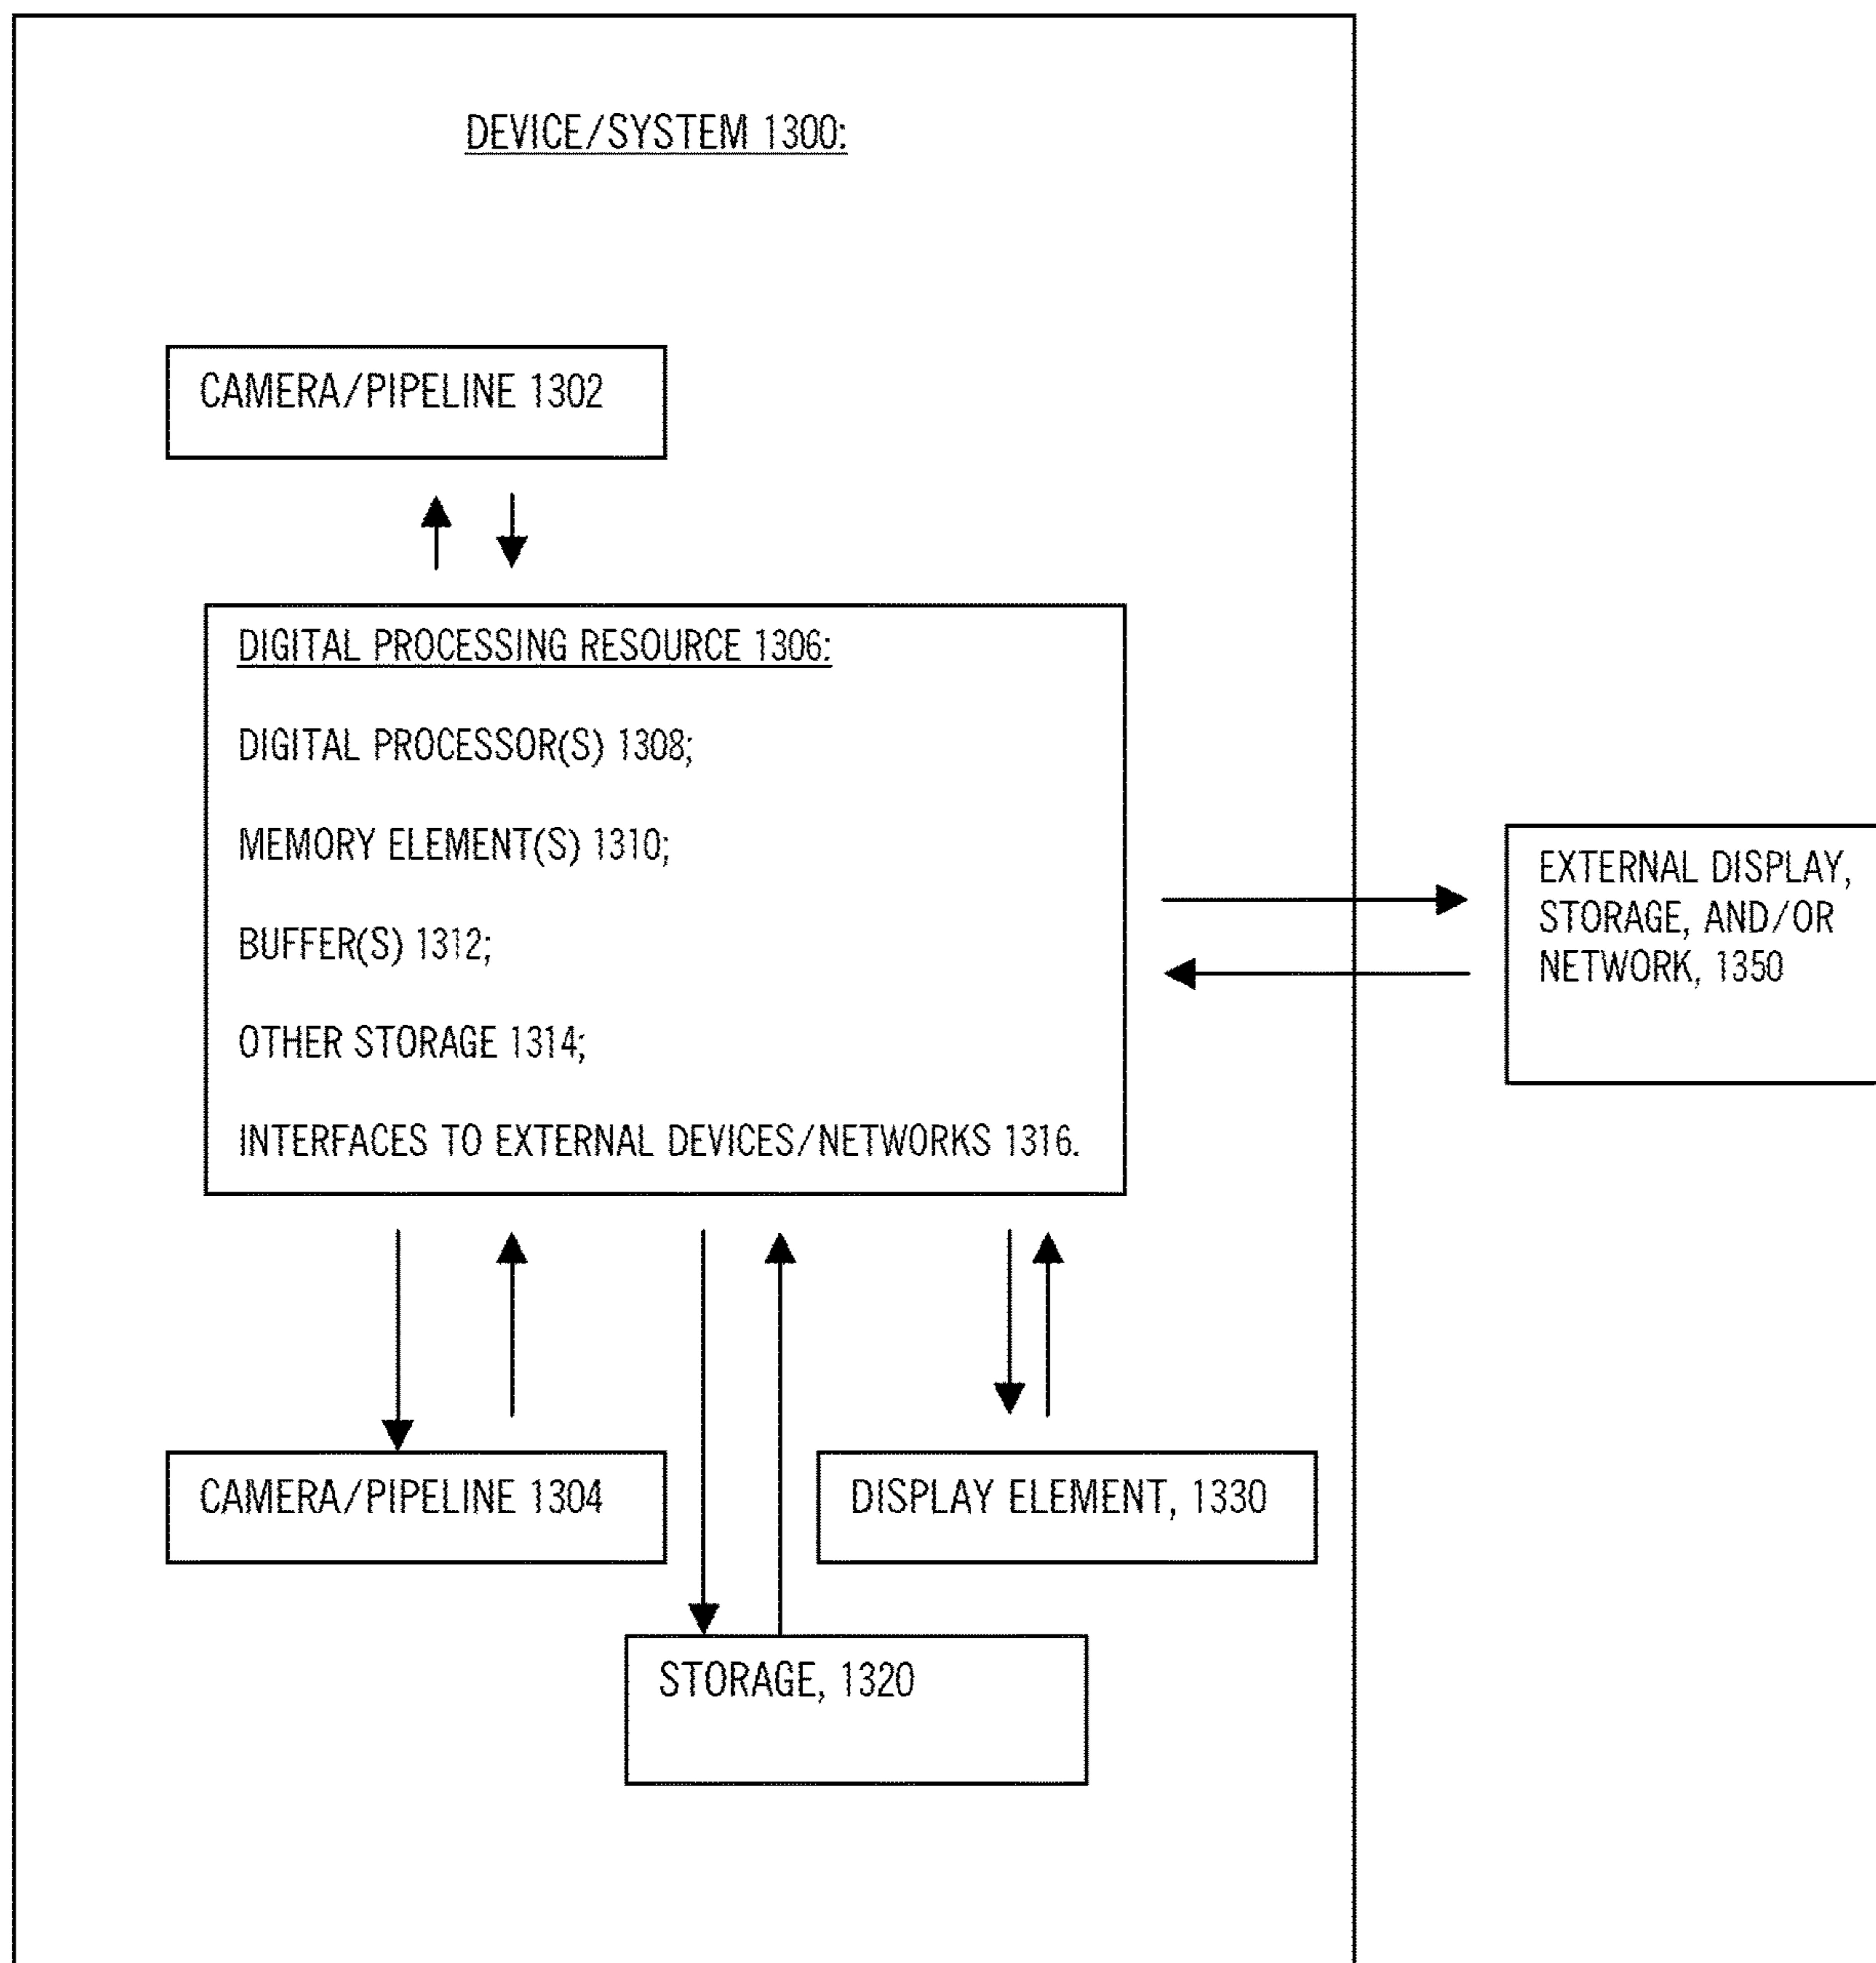 DEVICE/SYSTEM 1300:
CAMERA/PIPELINE 1302
DIGITAL PROCESSING RESOURCE 1306:
DIGITAL PROCESSOR(S) 1308;
MEMORY ELEMENT(S) 1310;
BUFFER(S) 1312;
OTHER STORAGE 1314;
INTERFACES TO EXTERNAL DEVICES/NETWORKS 1316.
EXTERNAL DISPLAY,
STORAGE, AND/OR
NETWORK, 1350
CAMERA/PIPELINE 1304
DISPLAY ELEMENT, 1330
STORAGE, 1320